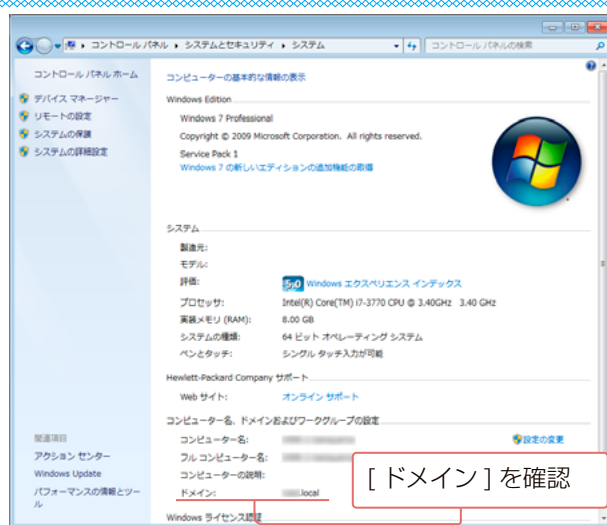 コントロール パネル ▸ システムとセキュリティ ▸ システム
コントロール パネルの検索
コントロール パネル ホーム
デバイス マネージャー
リモートの設定
システムの保護
システムの詳細設定
コンピューターの基本的な情報の表示
Windows Edition
Windows 7 Professional
Copyright © 2009 Microsoft Corporation. All rights reserved.
Service Pack 1
Windows 7 の新しいエディションの追加機能の取得
システム
製造元:
モデル:
評価: 5.0 Windows エクスペリエンス インデックス
プロセッサ: Intel(R) Core(TM) i7-3770 CPU @ 3.40GHz 3.40 GHz
実装メモリ (RAM): 8.00 GB
システムの種類: 64 ビット オペレーティング システム
ペンとタッチ: シングル タッチ入力が可能
Hewlett-Packard Company サポート
Web サイト: オンライン サポート
コンピューター名、ドメインおよびワークグループの設定
コンピューター名: 設定の変更
フル コンピューター名:
コンピューターの説明:
ドメイン: .local
Windows ライセンス認証
関連項目
アクション センター
Windows Update
パフォーマンスの情報とツー
ル
[ ドメイン ] を確認